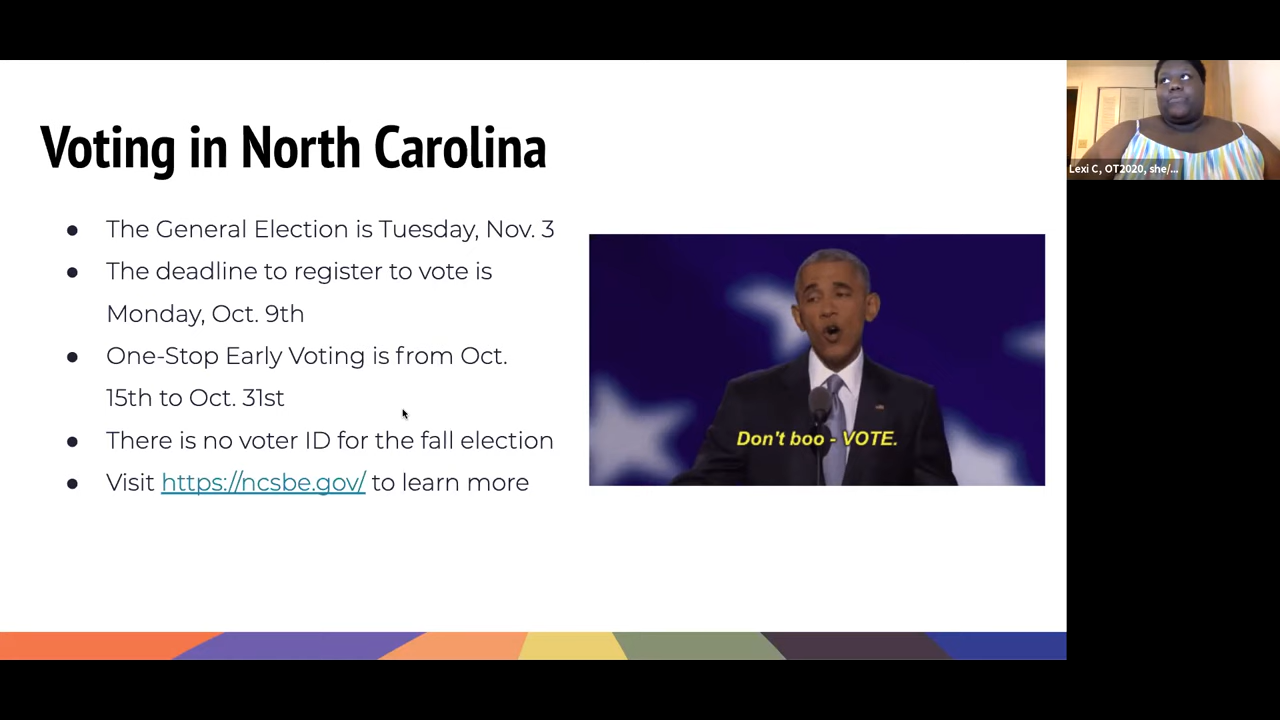 Voting in North Carolina
● The General Election is Tuesday, Nov. 3
● The deadline to register to vote is
Monday, Oct. 9th
● One-Stop Early Voting is from Oct.
15th to Oct. 31st
● There is no voter ID for the fall election
● Visit https://ncsbe.gov/ to learn more
Don't boo - VOTE.
Lexi C, OT2020, she/...